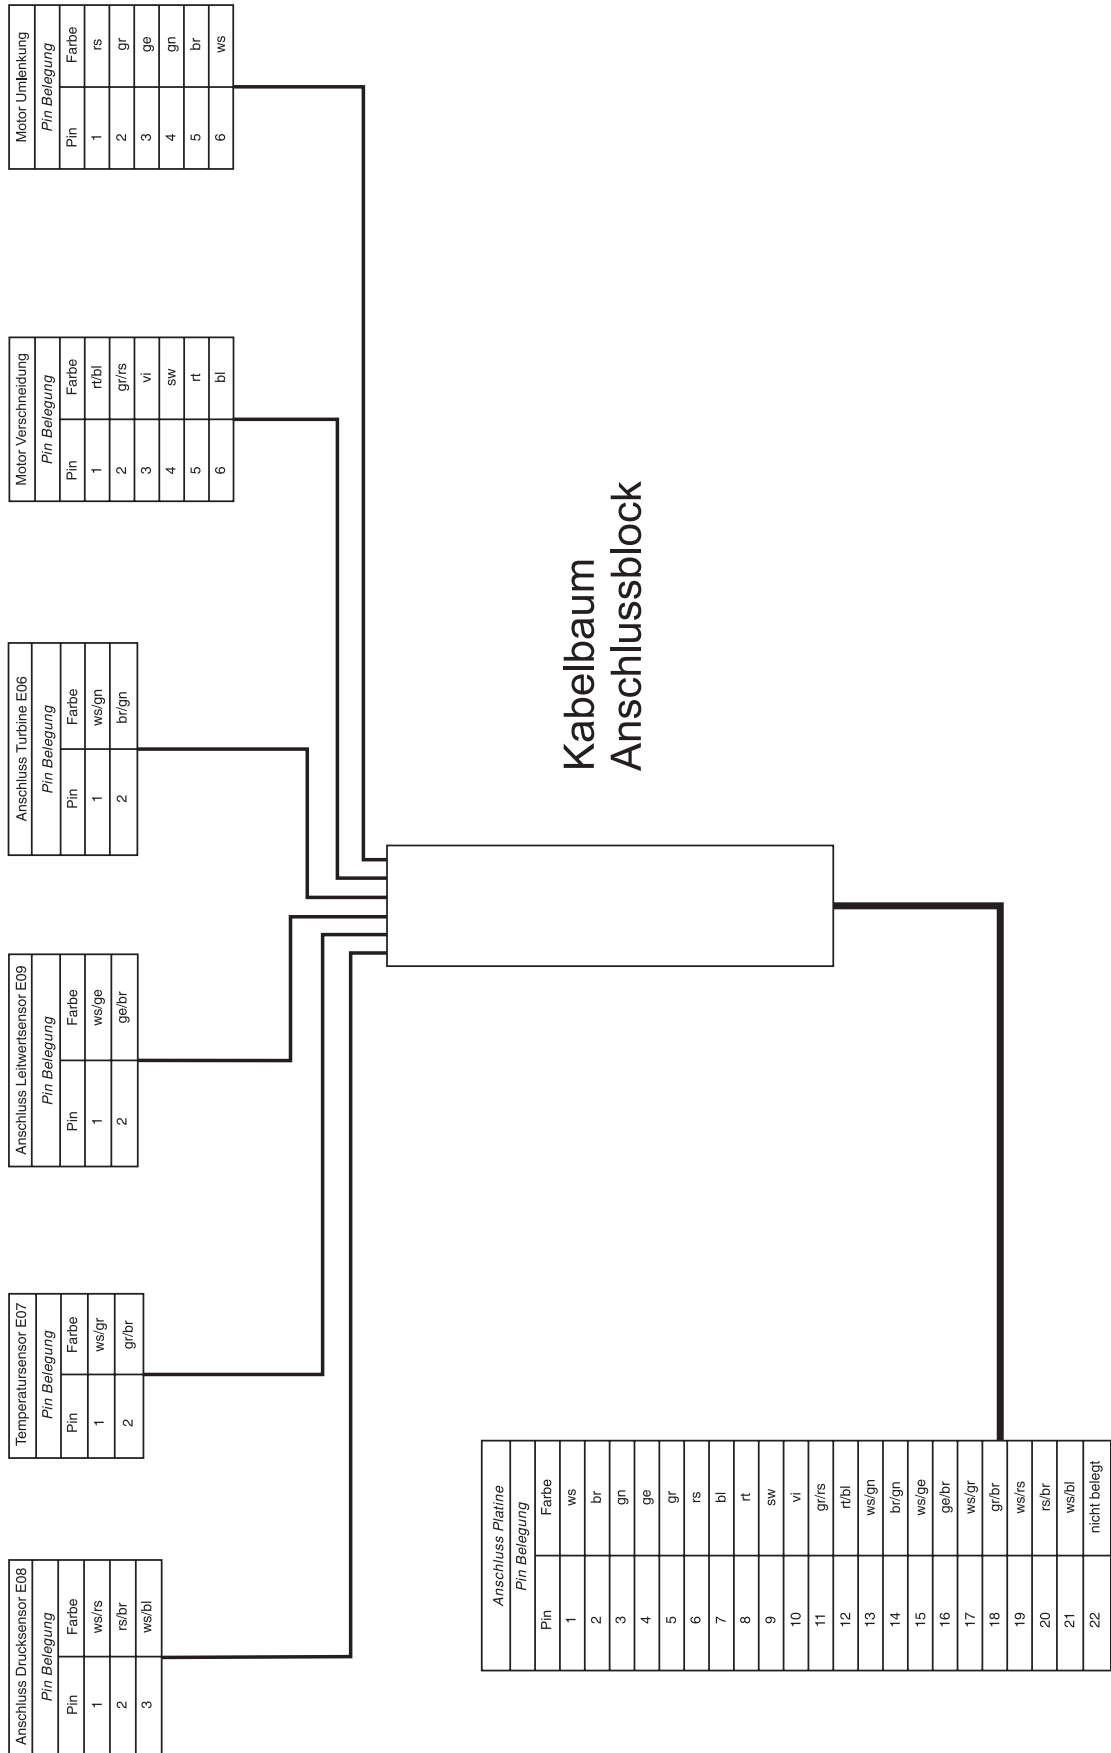 Anschluss Drucksensor E08
Pin Belegung
Pin Farbe
1 ws/rs
2 rs/br
3 ws/bl
Temperatursensor E07
Pin Belegung
Pin Farbe
1 ws/gr
2 gr/br
Anschluss Leitwertsensor E09
Pin Belegung
Pin Farbe
1 ws/ge
2 ge/br
Anschluss Turbine E06
Pin Belegung
Pin Farbe
1 ws/gn
2 br/gn
Motor Verschneidung
Pin Belegung
Pin Farbe
1 rt/bl
2 gr/rs
3 vi
4 sw
5 rt
6 bl
Motor Umlenkung
Pin Belegung
Pin Farbe
1 rs
2 gr
3 ge
4 gn
5 br
6 ws
Kabelbaum
Anschlussblock
Anschluss Platine
Pin Belegung
Pin Farbe
1 ws
2 br
3 gn
4 ge
5 gr
6 rs
7 bl
8 rt
9 sw
10 vi
11 gr/rs
12 rt/bl
13 ws/gn
14 br/gn
15 ws/ge
16 ge/br
17 ws/gr
18 gr/br
19 ws/rs
20 rs/br
21 ws/bl
22 nicht belegt